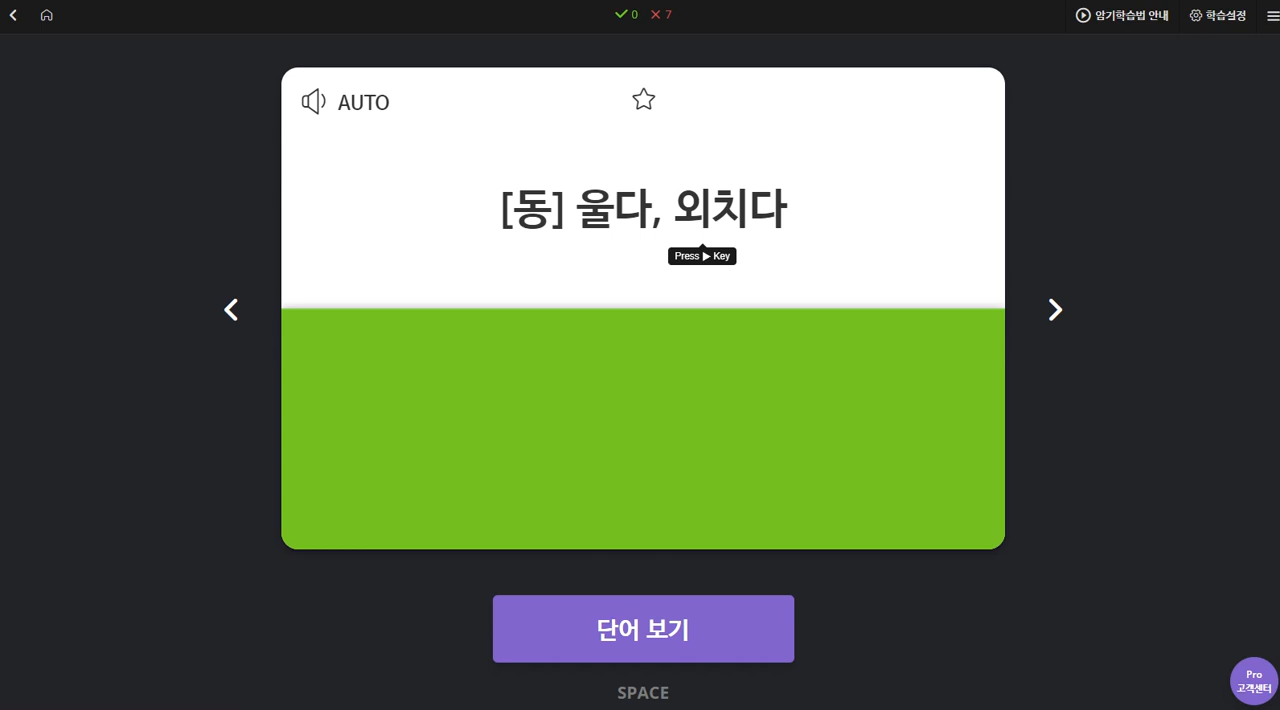 0 7 암기학습법 안내 학습설정
AUTO
[동] 울다, 외치다
Press ▶ Key
단어 보기
SPACE
Pro
고객센터